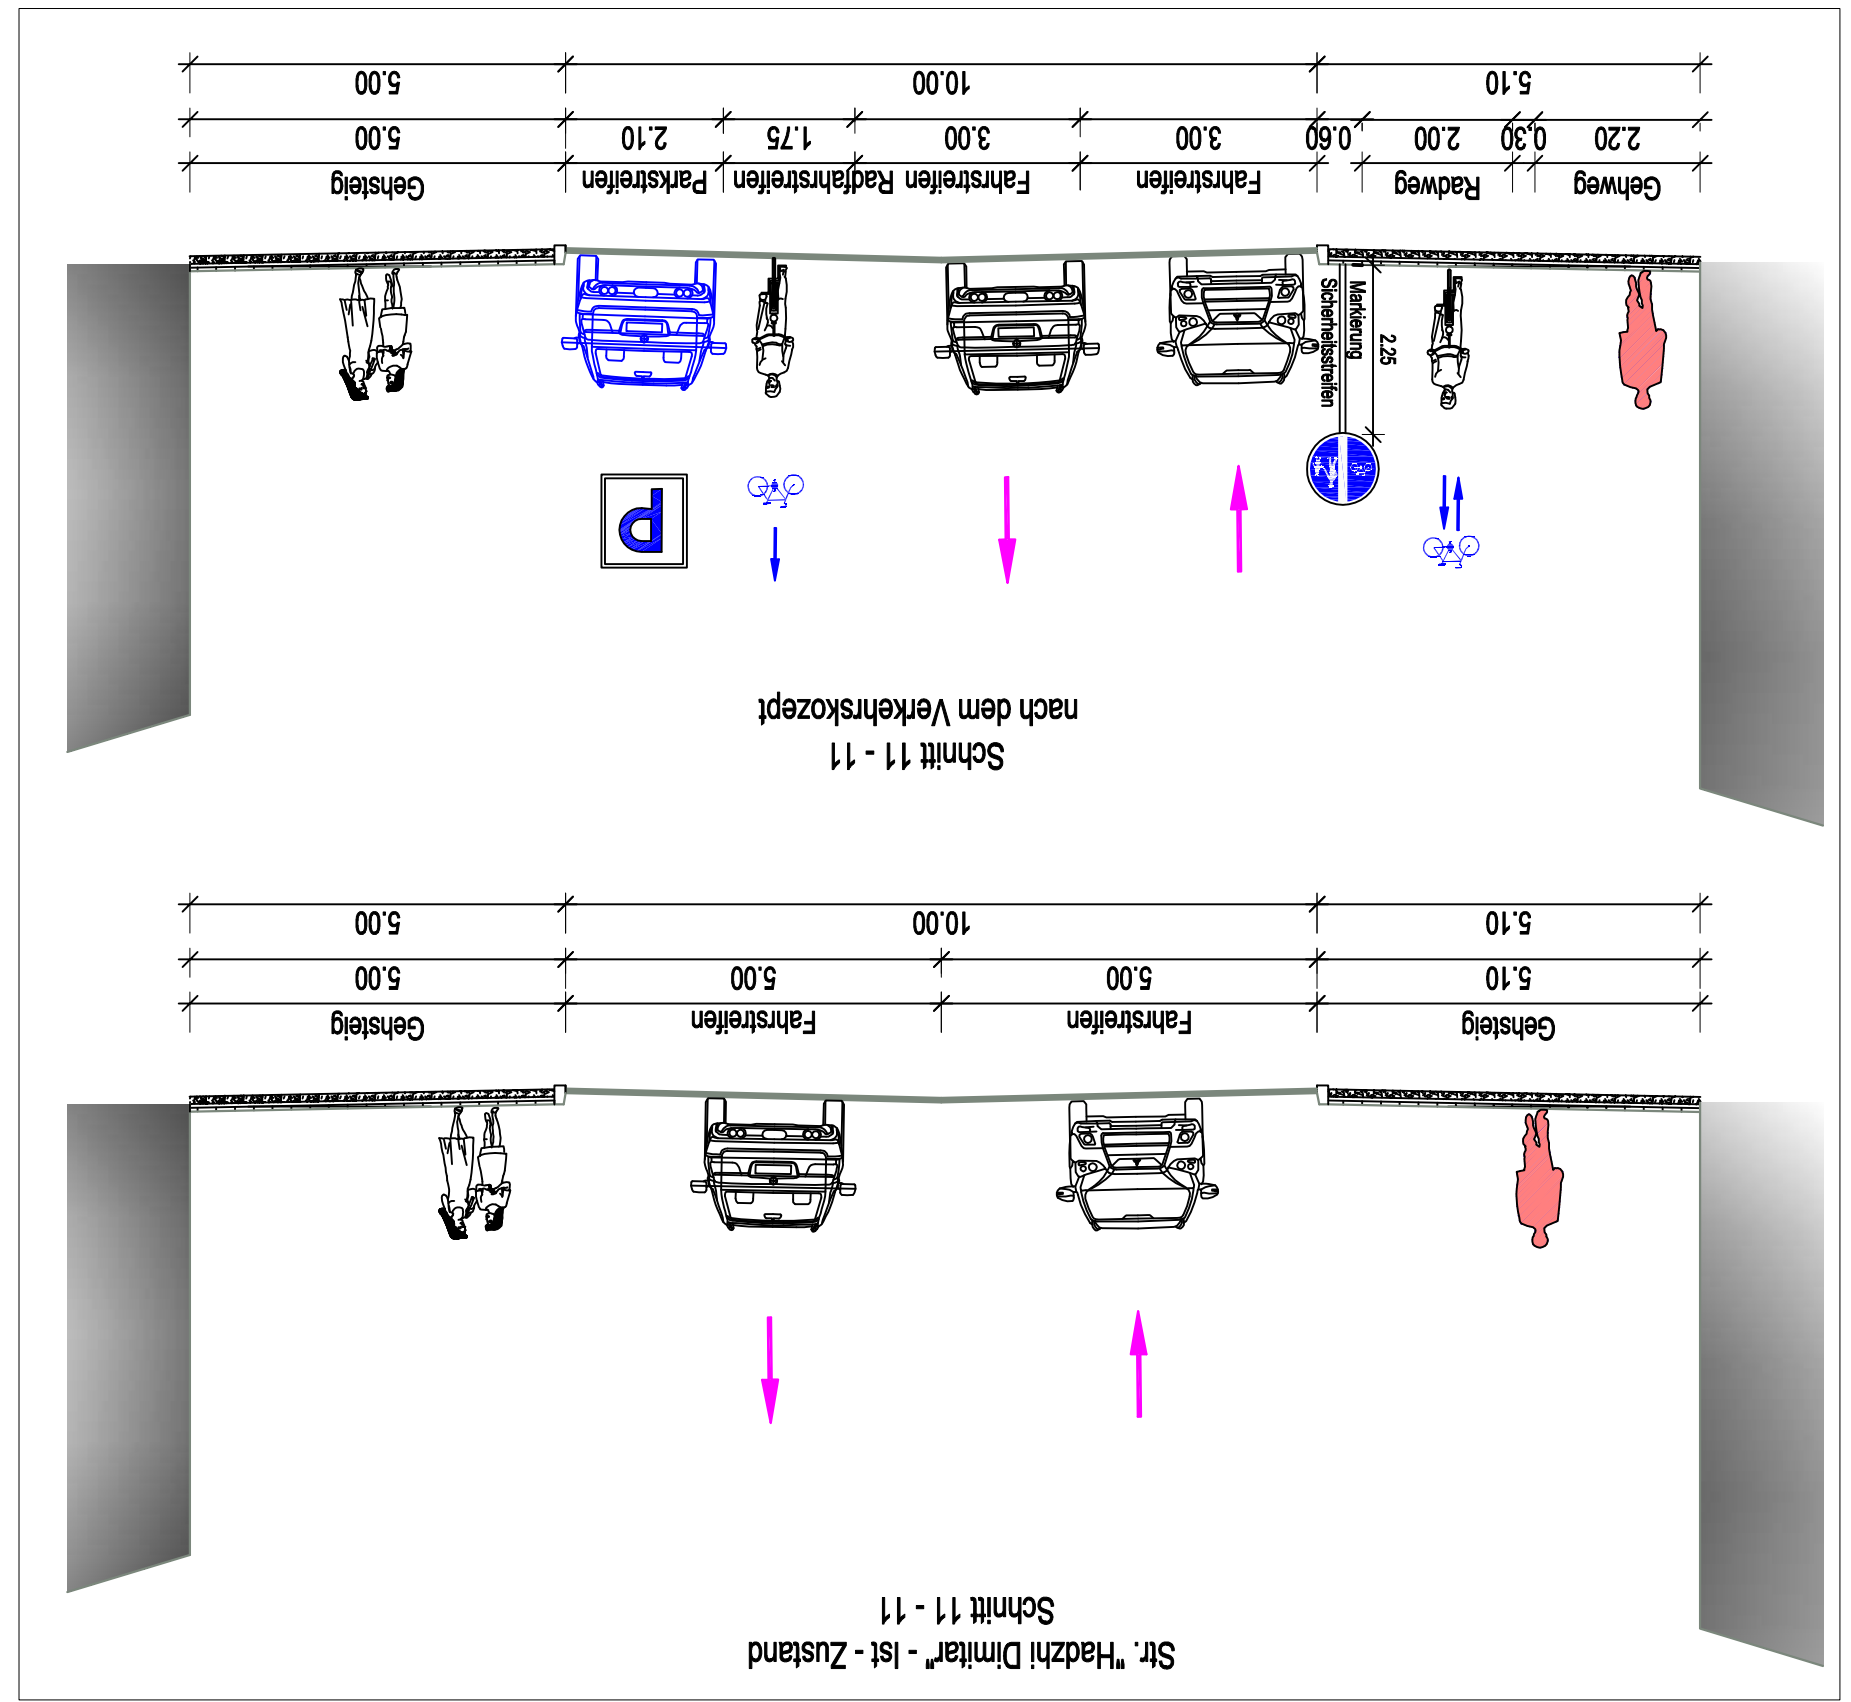 Str. "Hadzhi Dimitar" - Ist - Zustand
Schnitt 11 - 11
Gehsteig Fahrstreifen Fahrstreifen Gehsteig
5.10 5.00 5.00 5.00
5.10 10.00 5.00
Schnitt 11 - 11
nach dem Verkehrskozept
P
2.25
Markierung
Sicherheitsstreifen
Gehweg Radweg Fahrstreifen Fahrstreifen Radfahrstreifen Parkstreifen Gehsteig
2.20 0,30 2.00 0.60 3.00 3.00 1.75 2.10 5.00
5.10 10.00 5.00